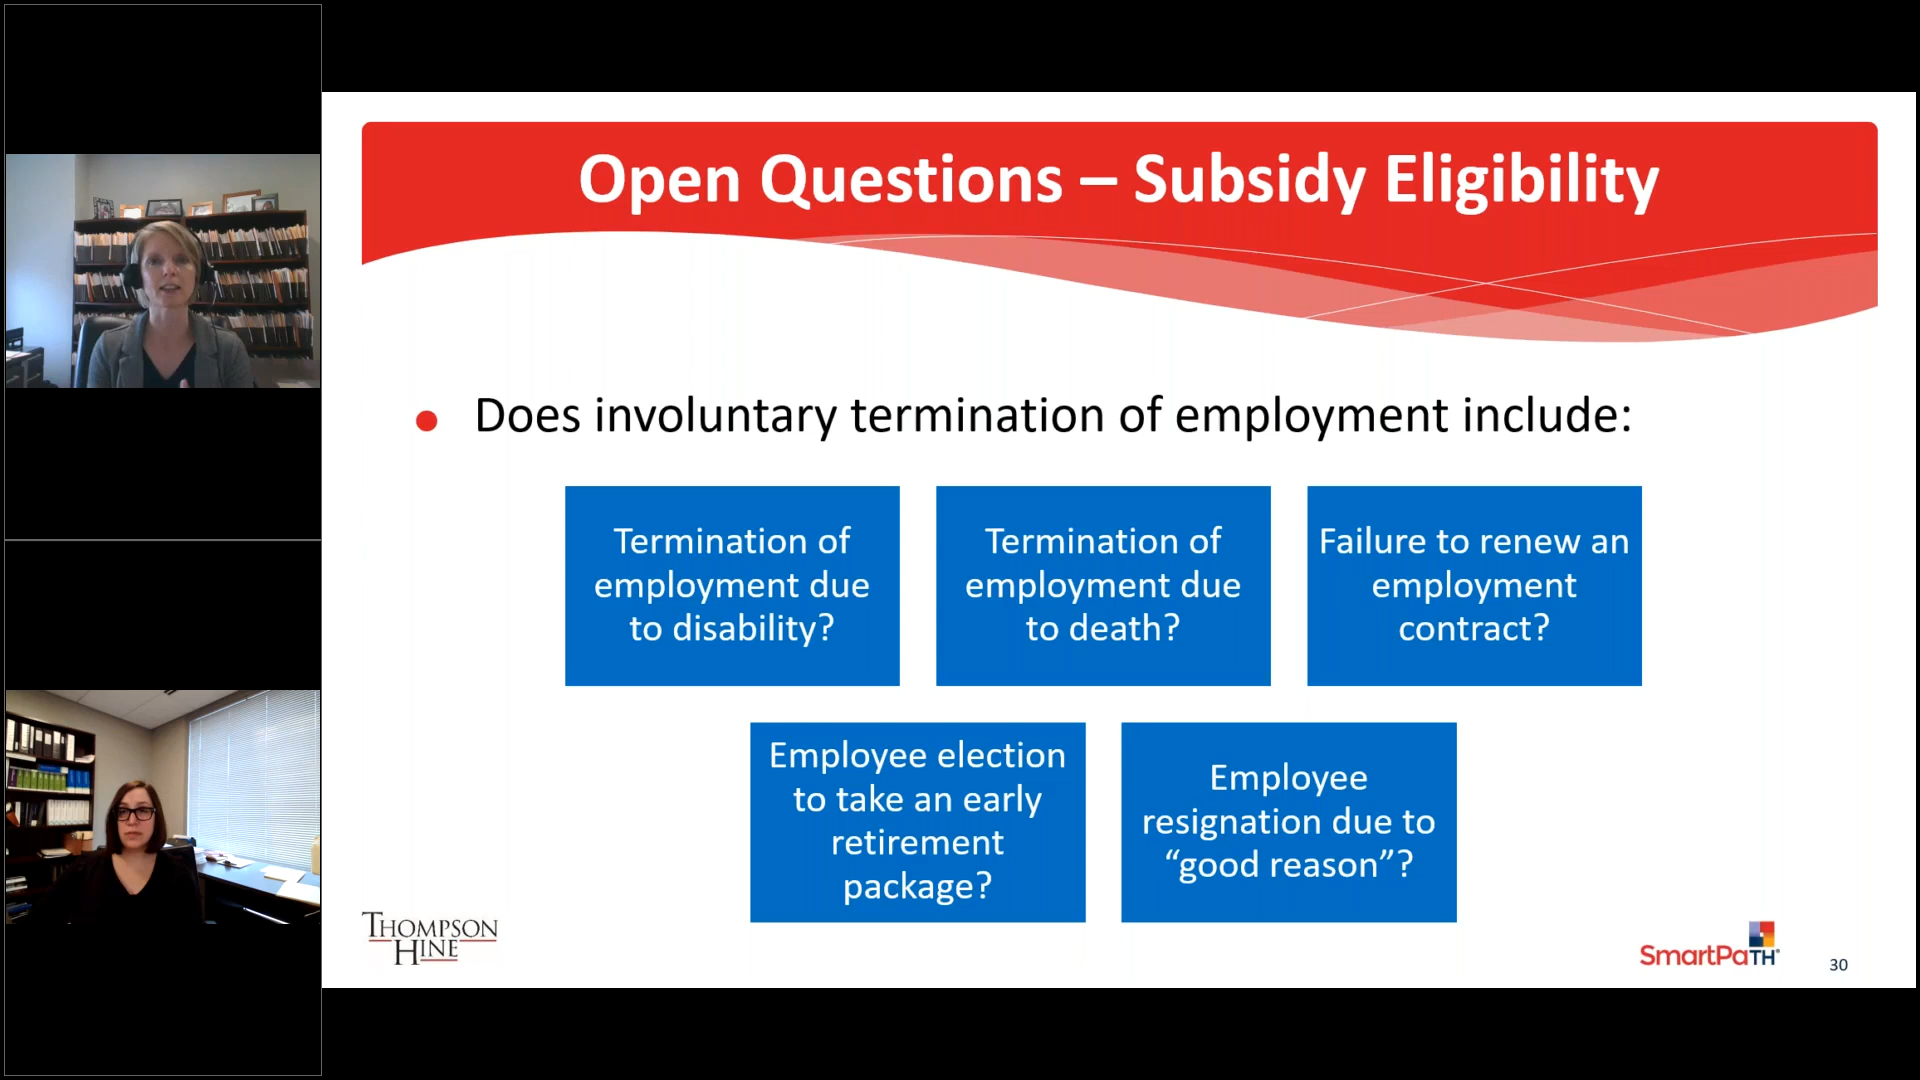 Open Questions – Subsidy Eligibility
Does involuntary termination of employment include:
Termination of
employment due
to disability?
Termination of
employment due
to death?
Failure to renew an
employment
contract?
Employee election
to take an early
retirement
package?
Employee
resignation due to
“good reason”?
THOMPSON
HINE
SmartPaTH
30